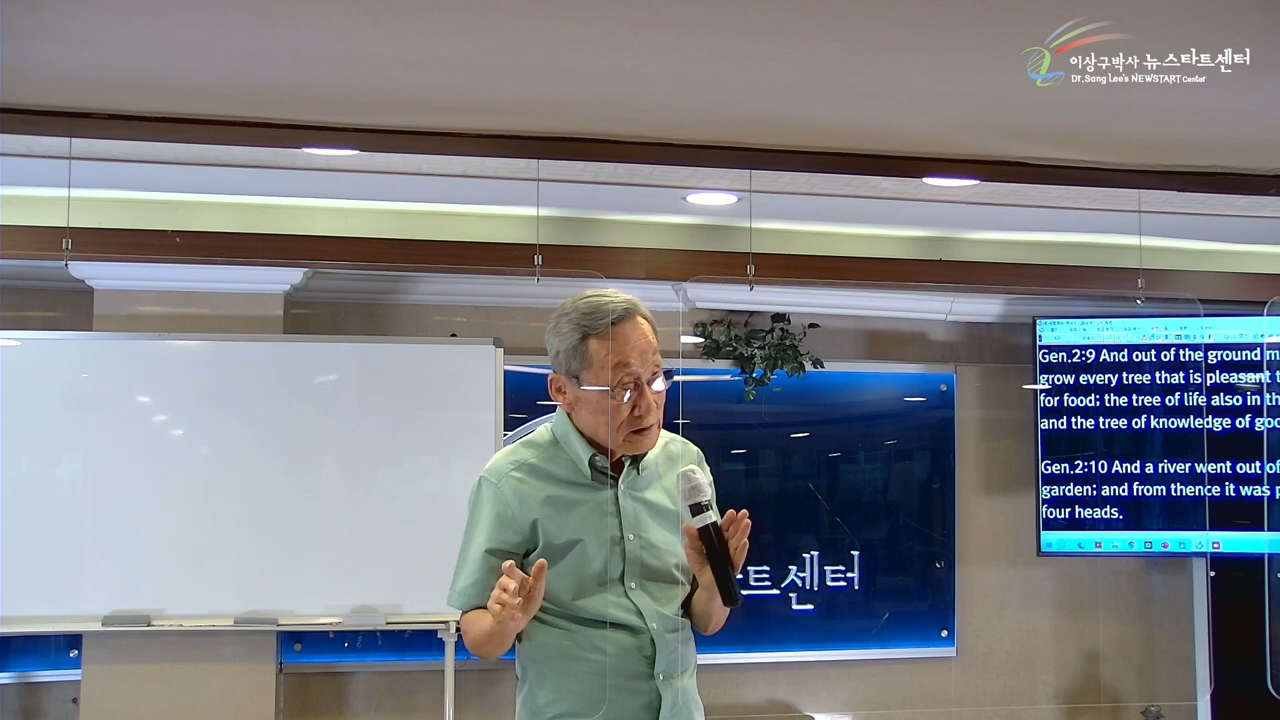 이상구박사 뉴스타트센터
Dr. Sang Lee's NEWSTART Center
Gen.2:9 And out of the ground m
grow every tree that is pleasant t
for food; the tree of life also in th
and the tree of knowledge of goo
Gen.2:10 And a river went out of
garden; and from thence it was p
four heads.
타트센터